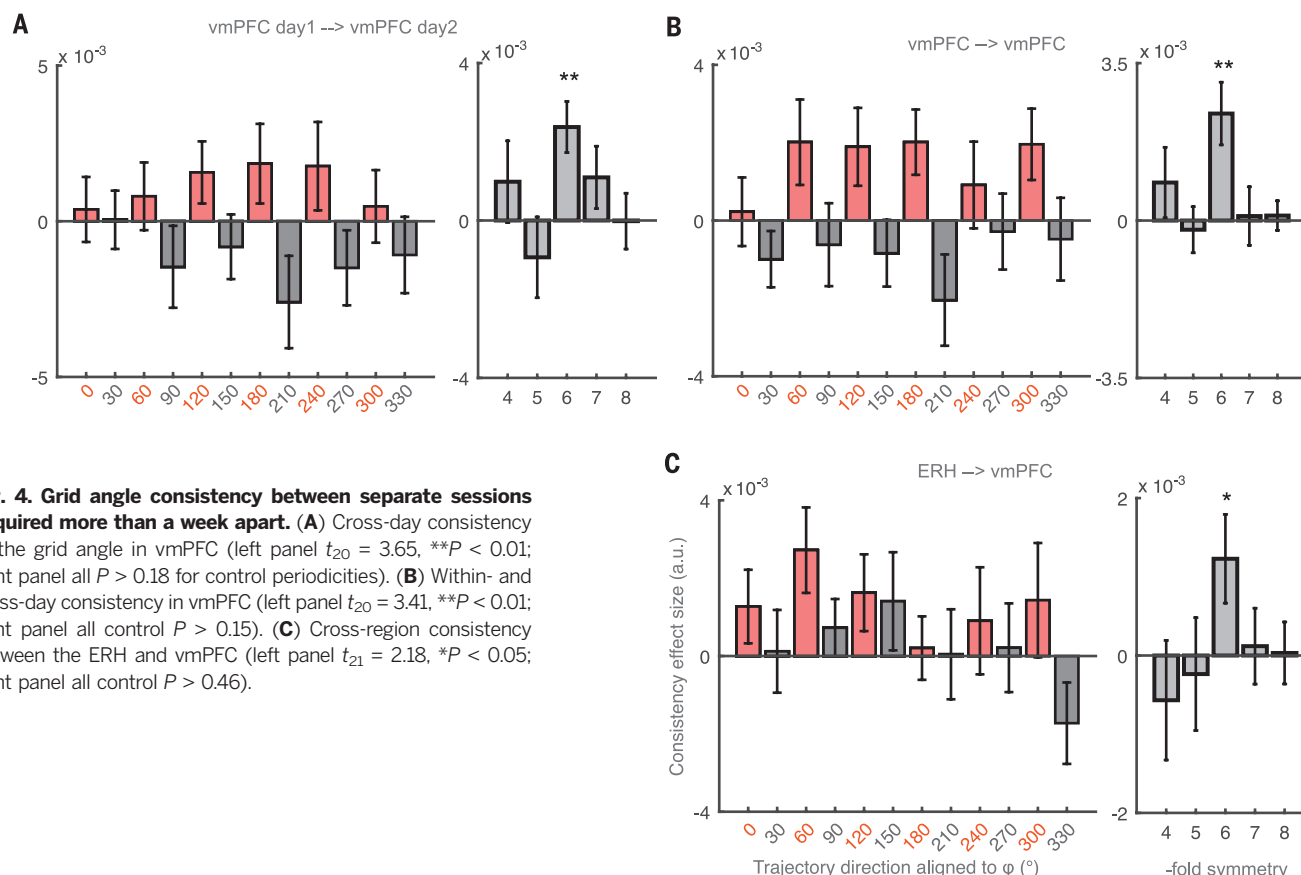 A
vmPFC day1 --> vmPFC day2
x 10⁻³
5
0
-5
0 30 60 90 120 150 180 210 240 270 300 330
x 10⁻³
4
**
0
-4
4 5 6 7 8
B
vmPFC –> vmPFC
x 10⁻³
4
0
-4
0 30 60 90 120 150 180 210 240 270 300 330
x 10⁻³
3.5
**
0
-3.5
4 5 6 7 8
4. Grid angle consistency between separate sessions
quired more than a week apart. (A) Cross-day consistency
the grid angle in vmPFC (left panel t₂₀ = 3.65, **P < 0.01;
panel all P > 0.18 for control periodicities). (B) Within- and
cross-day consistency in vmPFC (left panel t₂₀ = 3.41, **P < 0.01;
panel all control P > 0.15). (C) Cross-region consistency
between the ERH and vmPFC (left panel t₂₁ = 2.18, *P < 0.05;
panel all control P > 0.46).
C
ERH –> vmPFC
Consistency effect size (a.u.)
x 10⁻³
4
0
-4
0 30 60 90 120 150 180 210 240 270 300 330
Trajectory direction aligned to φ (°)
x 10⁻³
2
*
0
-2
4 5 6 7 8
-fold symmetry